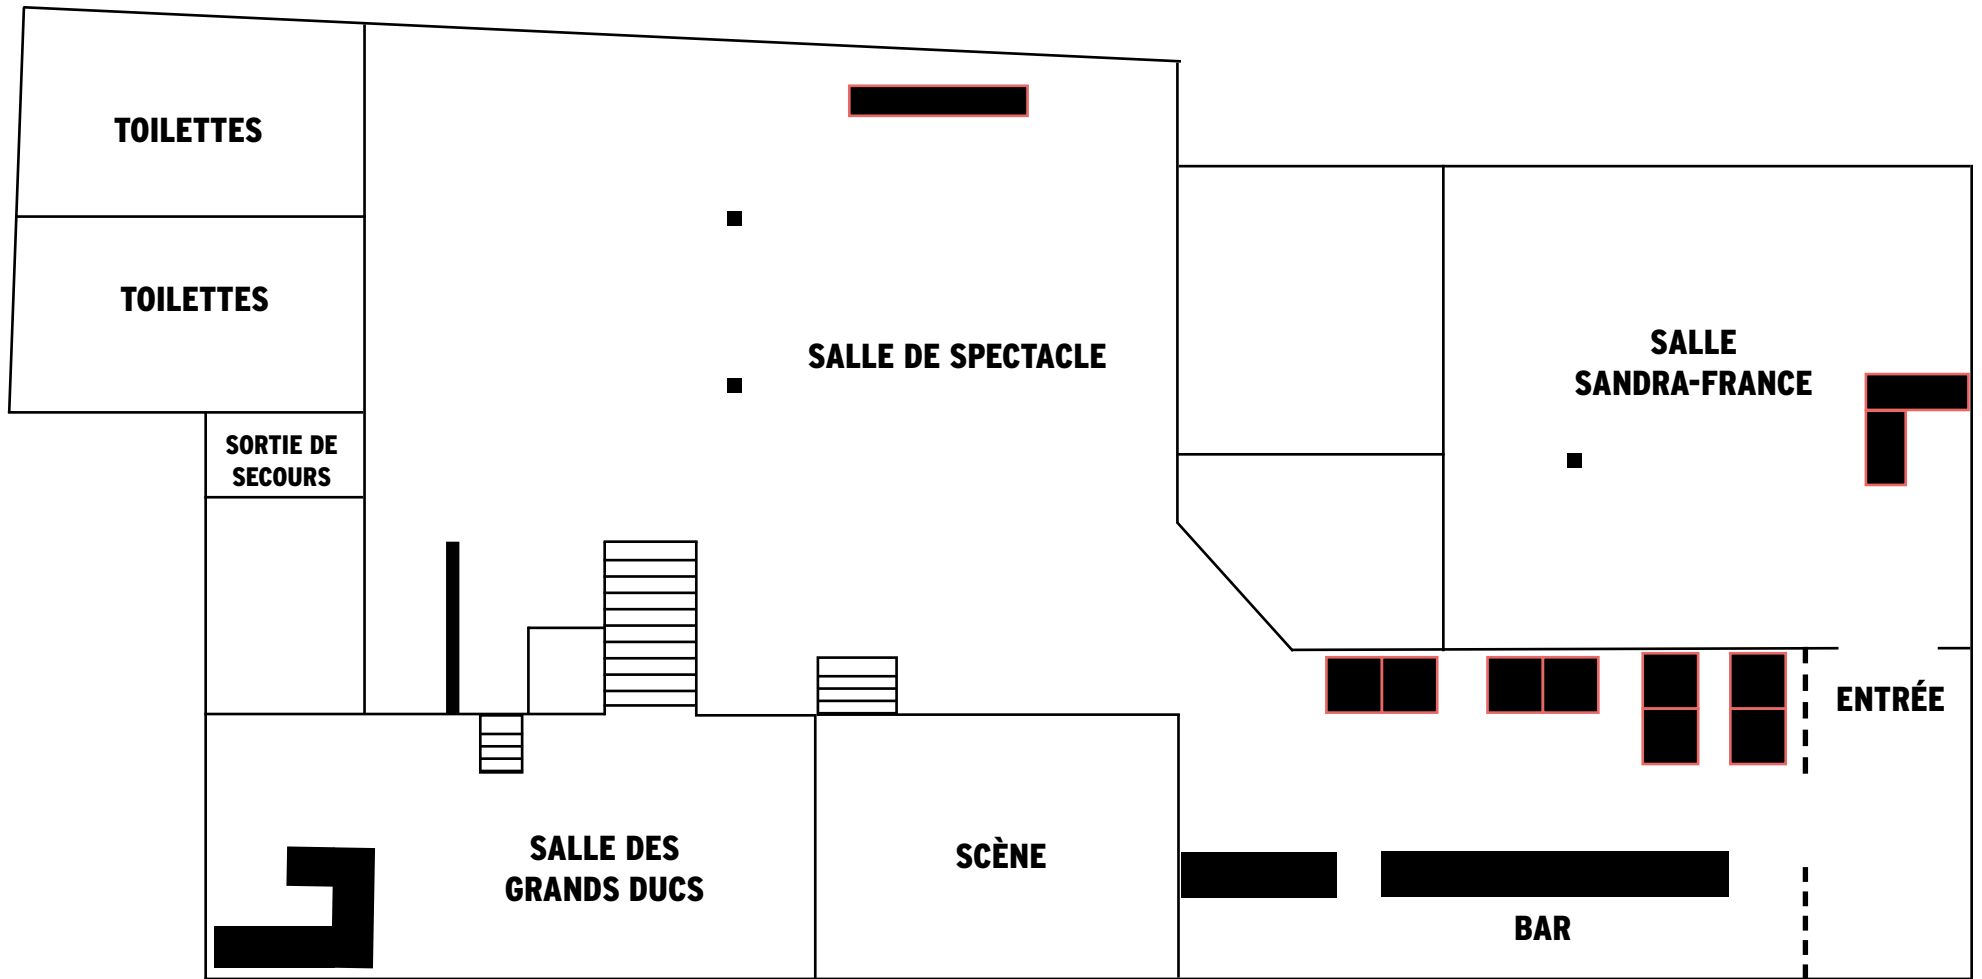 TOILETTES
TOILETTES
SORTIE DE
SECOURS
SALLE DE SPECTACLE
SALLE
SANDRA-FRANCE
ENTRÉE
SALLE DES
GRANDS DUCS
SCÈNE
BAR